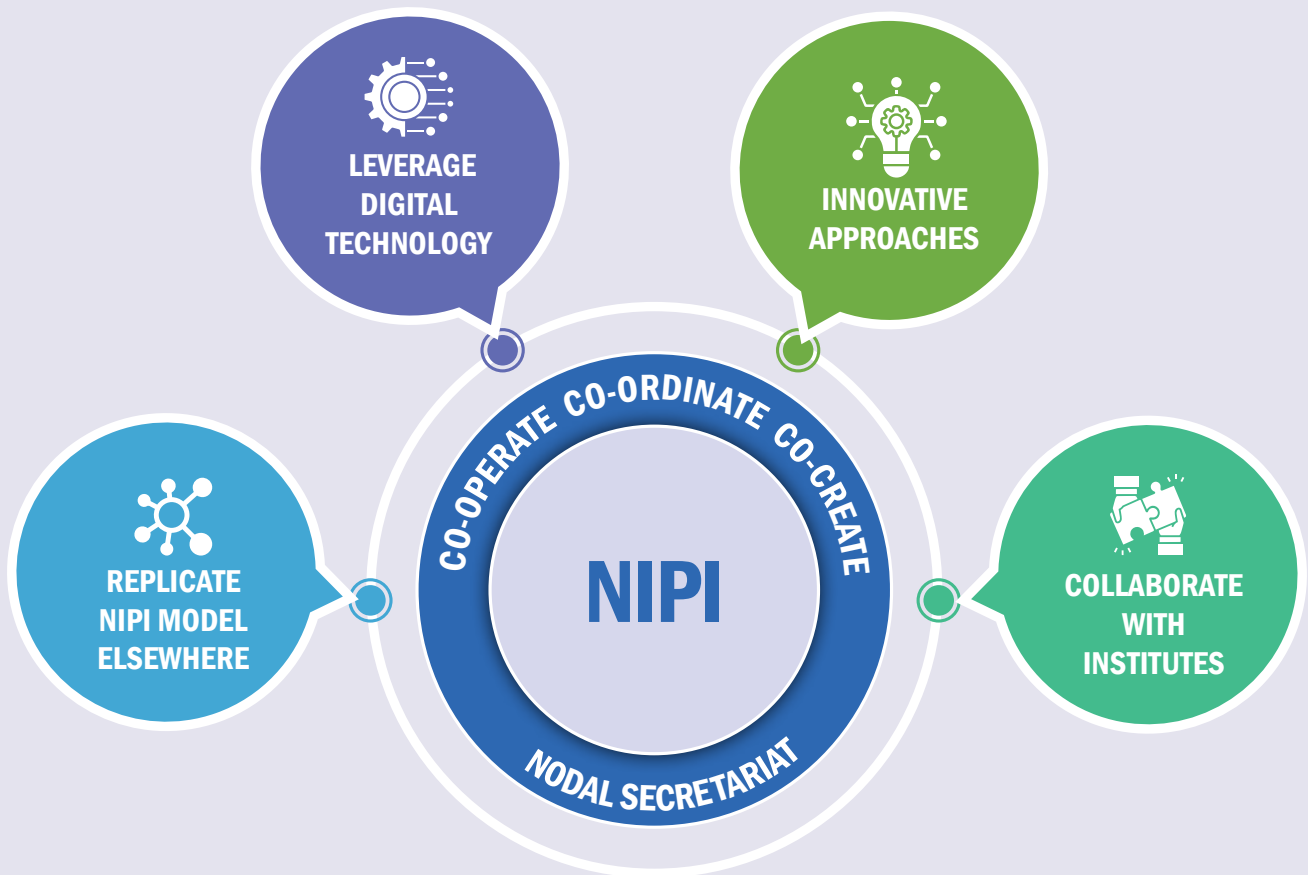 LEVERAGE
DIGITAL
TECHNOLOGY
INNOVATIVE
APPROACHES
REPLICATE
NIPI MODEL
ELSEWHERE
CO-OPERATE CO-ORDINATE CO-CREATE
NIPI
NODAL SECRETARIAT
COLLABORATE
WITH
INSTITUTES